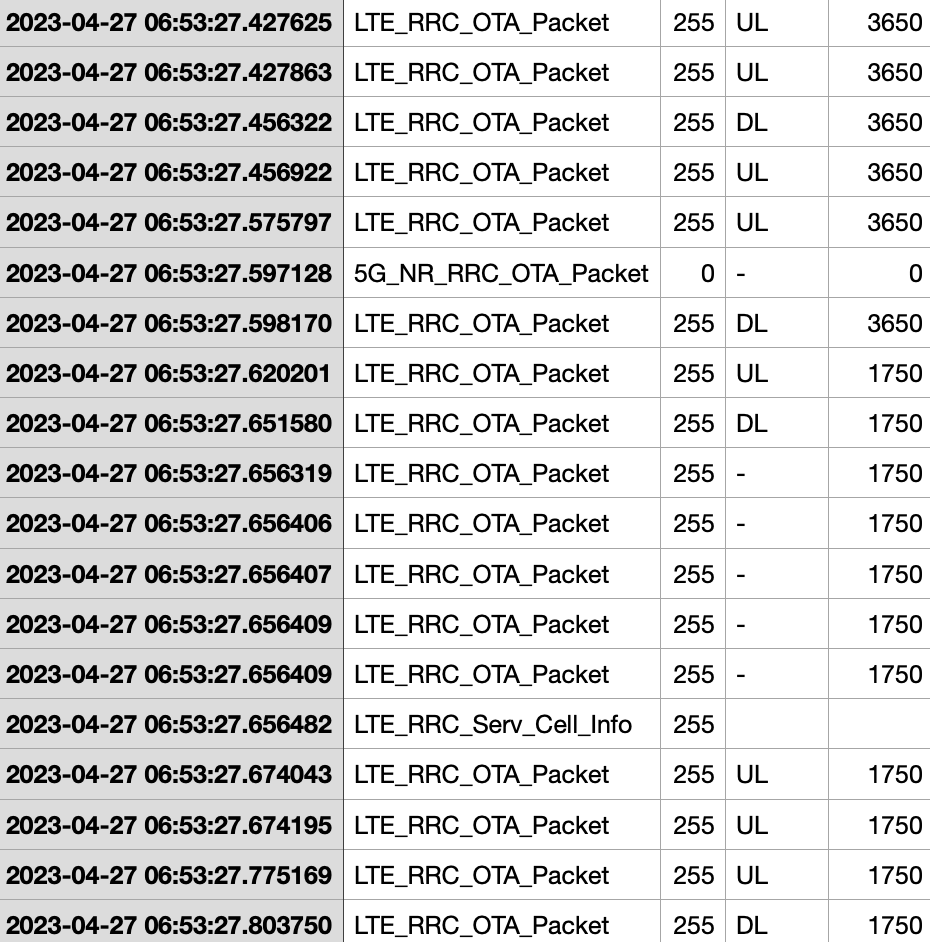 2023-04-27 06:53:27.427625 LTE_RRC_OTA_Packet 255 UL 3650
2023-04-27 06:53:27.427863 LTE_RRC_OTA_Packet 255 UL 3650
2023-04-27 06:53:27.456322 LTE_RRC_OTA_Packet 255 DL 3650
2023-04-27 06:53:27.456922 LTE_RRC_OTA_Packet 255 UL 3650
2023-04-27 06:53:27.575797 LTE_RRC_OTA_Packet 255 UL 3650
2023-04-27 06:53:27.597128 5G_NR_RRC_OTA_Packet 0 - 0
2023-04-27 06:53:27.598170 LTE_RRC_OTA_Packet 255 DL 3650
2023-04-27 06:53:27.620201 LTE_RRC_OTA_Packet 255 UL 1750
2023-04-27 06:53:27.651580 LTE_RRC_OTA_Packet 255 DL 1750
2023-04-27 06:53:27.656319 LTE_RRC_OTA_Packet 255 - 1750
2023-04-27 06:53:27.656406 LTE_RRC_OTA_Packet 255 - 1750
2023-04-27 06:53:27.656407 LTE_RRC_OTA_Packet 255 - 1750
2023-04-27 06:53:27.656409 LTE_RRC_OTA_Packet 255 - 1750
2023-04-27 06:53:27.656409 LTE_RRC_OTA_Packet 255 - 1750
2023-04-27 06:53:27.656482 LTE_RRC_Serv_Cell_Info 255
2023-04-27 06:53:27.674043 LTE_RRC_OTA_Packet 255 UL 1750
2023-04-27 06:53:27.674195 LTE_RRC_OTA_Packet 255 UL 1750
2023-04-27 06:53:27.775169 LTE_RRC_OTA_Packet 255 UL 1750
2023-04-27 06:53:27.803750 LTE_RRC_OTA_Packet 255 DL 1750